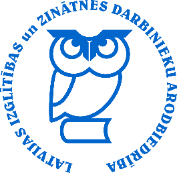 LATVIJAS IZGLĪTĪBAS un ZINĀTNES DARBINIEKU ARODBIEDRĪBA